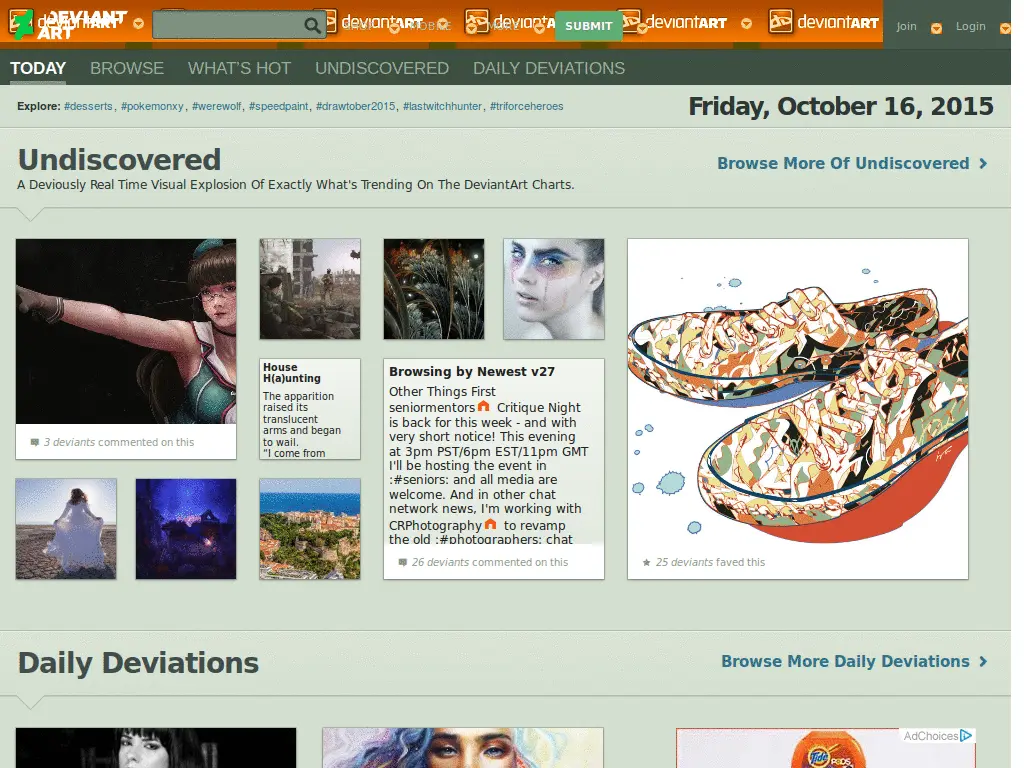 DEVIANT ART
deviantART deviantART deviantART deviantART
MOBILE
SUBMIT
Join
Login
TODAY BROWSE WHAT'S HOT UNDISCOVERED DAILY DEVIATIONS
Explore: #desserts, #pokemonxy, #werewolf, #speedpaint, #drawtober2015, #lastwitchhunter, #triforceheroes
Friday, October 16, 2015
Undiscovered
Browse More Of Undiscovered
A Deviously Real Time Visual Explosion Of Exactly What's Trending On The DeviantArt Charts.
3 deviants commented on this
House
H(a)unting
The apparition
raised its
translucent
arms and began
to wail.
“I come from
Browsing by Newest v27
Other Things First
seniormentors Critique Night
is back for this week - and with
very short notice! This evening
at 3pm PST/6pm EST/11pm GMT
I'll be hosting the event in
:#seniors: and all media are
welcome. And in other chat
network news, I'm working with
CRPhotography to revamp
the old :#photographers: chat
26 deviants commented on this
25 deviants faved this
Daily Deviations
Browse More Daily Deviations
AdChoices
Tide
PODS